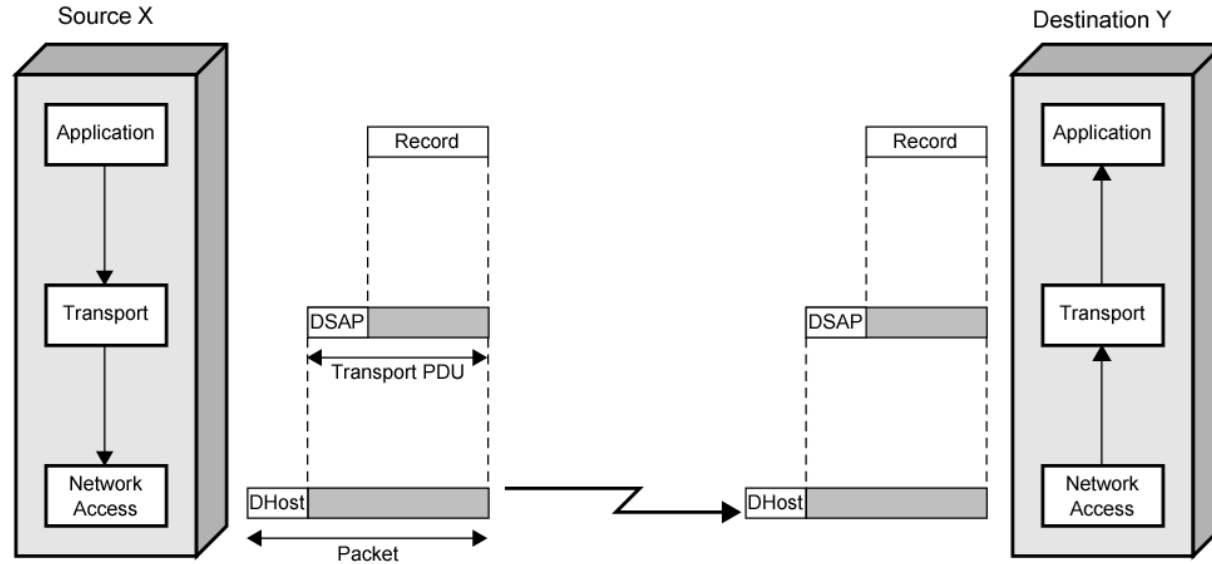 Source X
Destination Y
Application
Record
Record
Application
Transport
DSAP
Transport PDU
DSAP
Transport
Network
Access
DHost
Packet
DHost
Network
Access